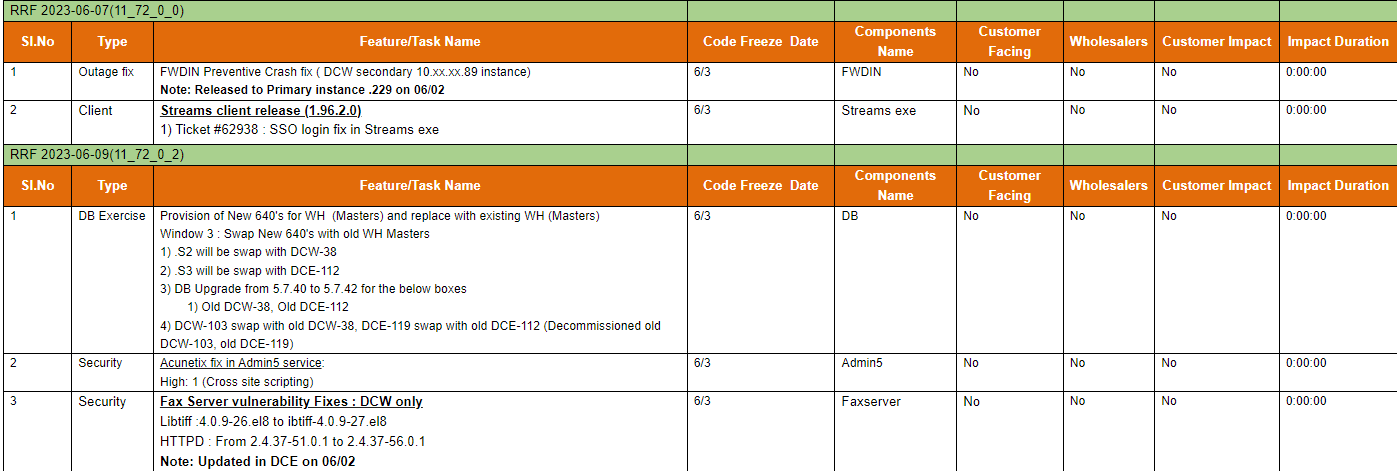 RRF 2023-06-07(11_72_0_0)
Sl.No Type Feature/Task Name Code Freeze Date Components Name Customer Facing Wholesalers Customer Impact Impact Duration
1 Outage fix FWDIN Preventive Crash fix ( DCW secondary 10.xx.xx.89 instance) 6/3 FWDIN No No No 0:00:00
Note: Released to Primary instance .229 on 06/02
2 Client Streams client release (1.96.2.0) 6/3 Streams exe No No No 0:00:00
1) Ticket #62938 : SSO login fix in Streams exe
RRF 2023-06-09(11_72_0_2)
Sl.No Type Feature/Task Name Code Freeze Date Components Name Customer Facing Wholesalers Customer Impact Impact Duration
1 DB Exercise Provision of New 640's for WH (Masters) and replace with existing WH (Masters) 6/3 DB No No No 0:00:00
Window 3 : Swap New 640's with old WH Masters
1) .S2 will be swap with DCW-38
2) .S3 will be swap with DCE-112
3) DB Upgrade from 5.7.40 to 5.7.42 for the below boxes
1) Old DCW-38, Old DCE-112
4) DCW-103 swap with old DCW-38, DCE-119 swap with old DCE-112 (Decommissioned old
DCW-103, old DCE-119)
2 Security Acunetix fix in Admin5 service: 6/3 Admin5 No No No 0:00:00
High: 1 (Cross site scripting)
3 Security Fax Server vulnerability Fixes : DCW only 6/3 Faxserver No No No 0:00:00
Libtiff :4.0.9-26.el8 to ibtiff-4.0.9-27.el8
HTTPD : From 2.4.37-51.0.1 to 2.4.37-56.0.1
Note: Updated in DCE on 06/02